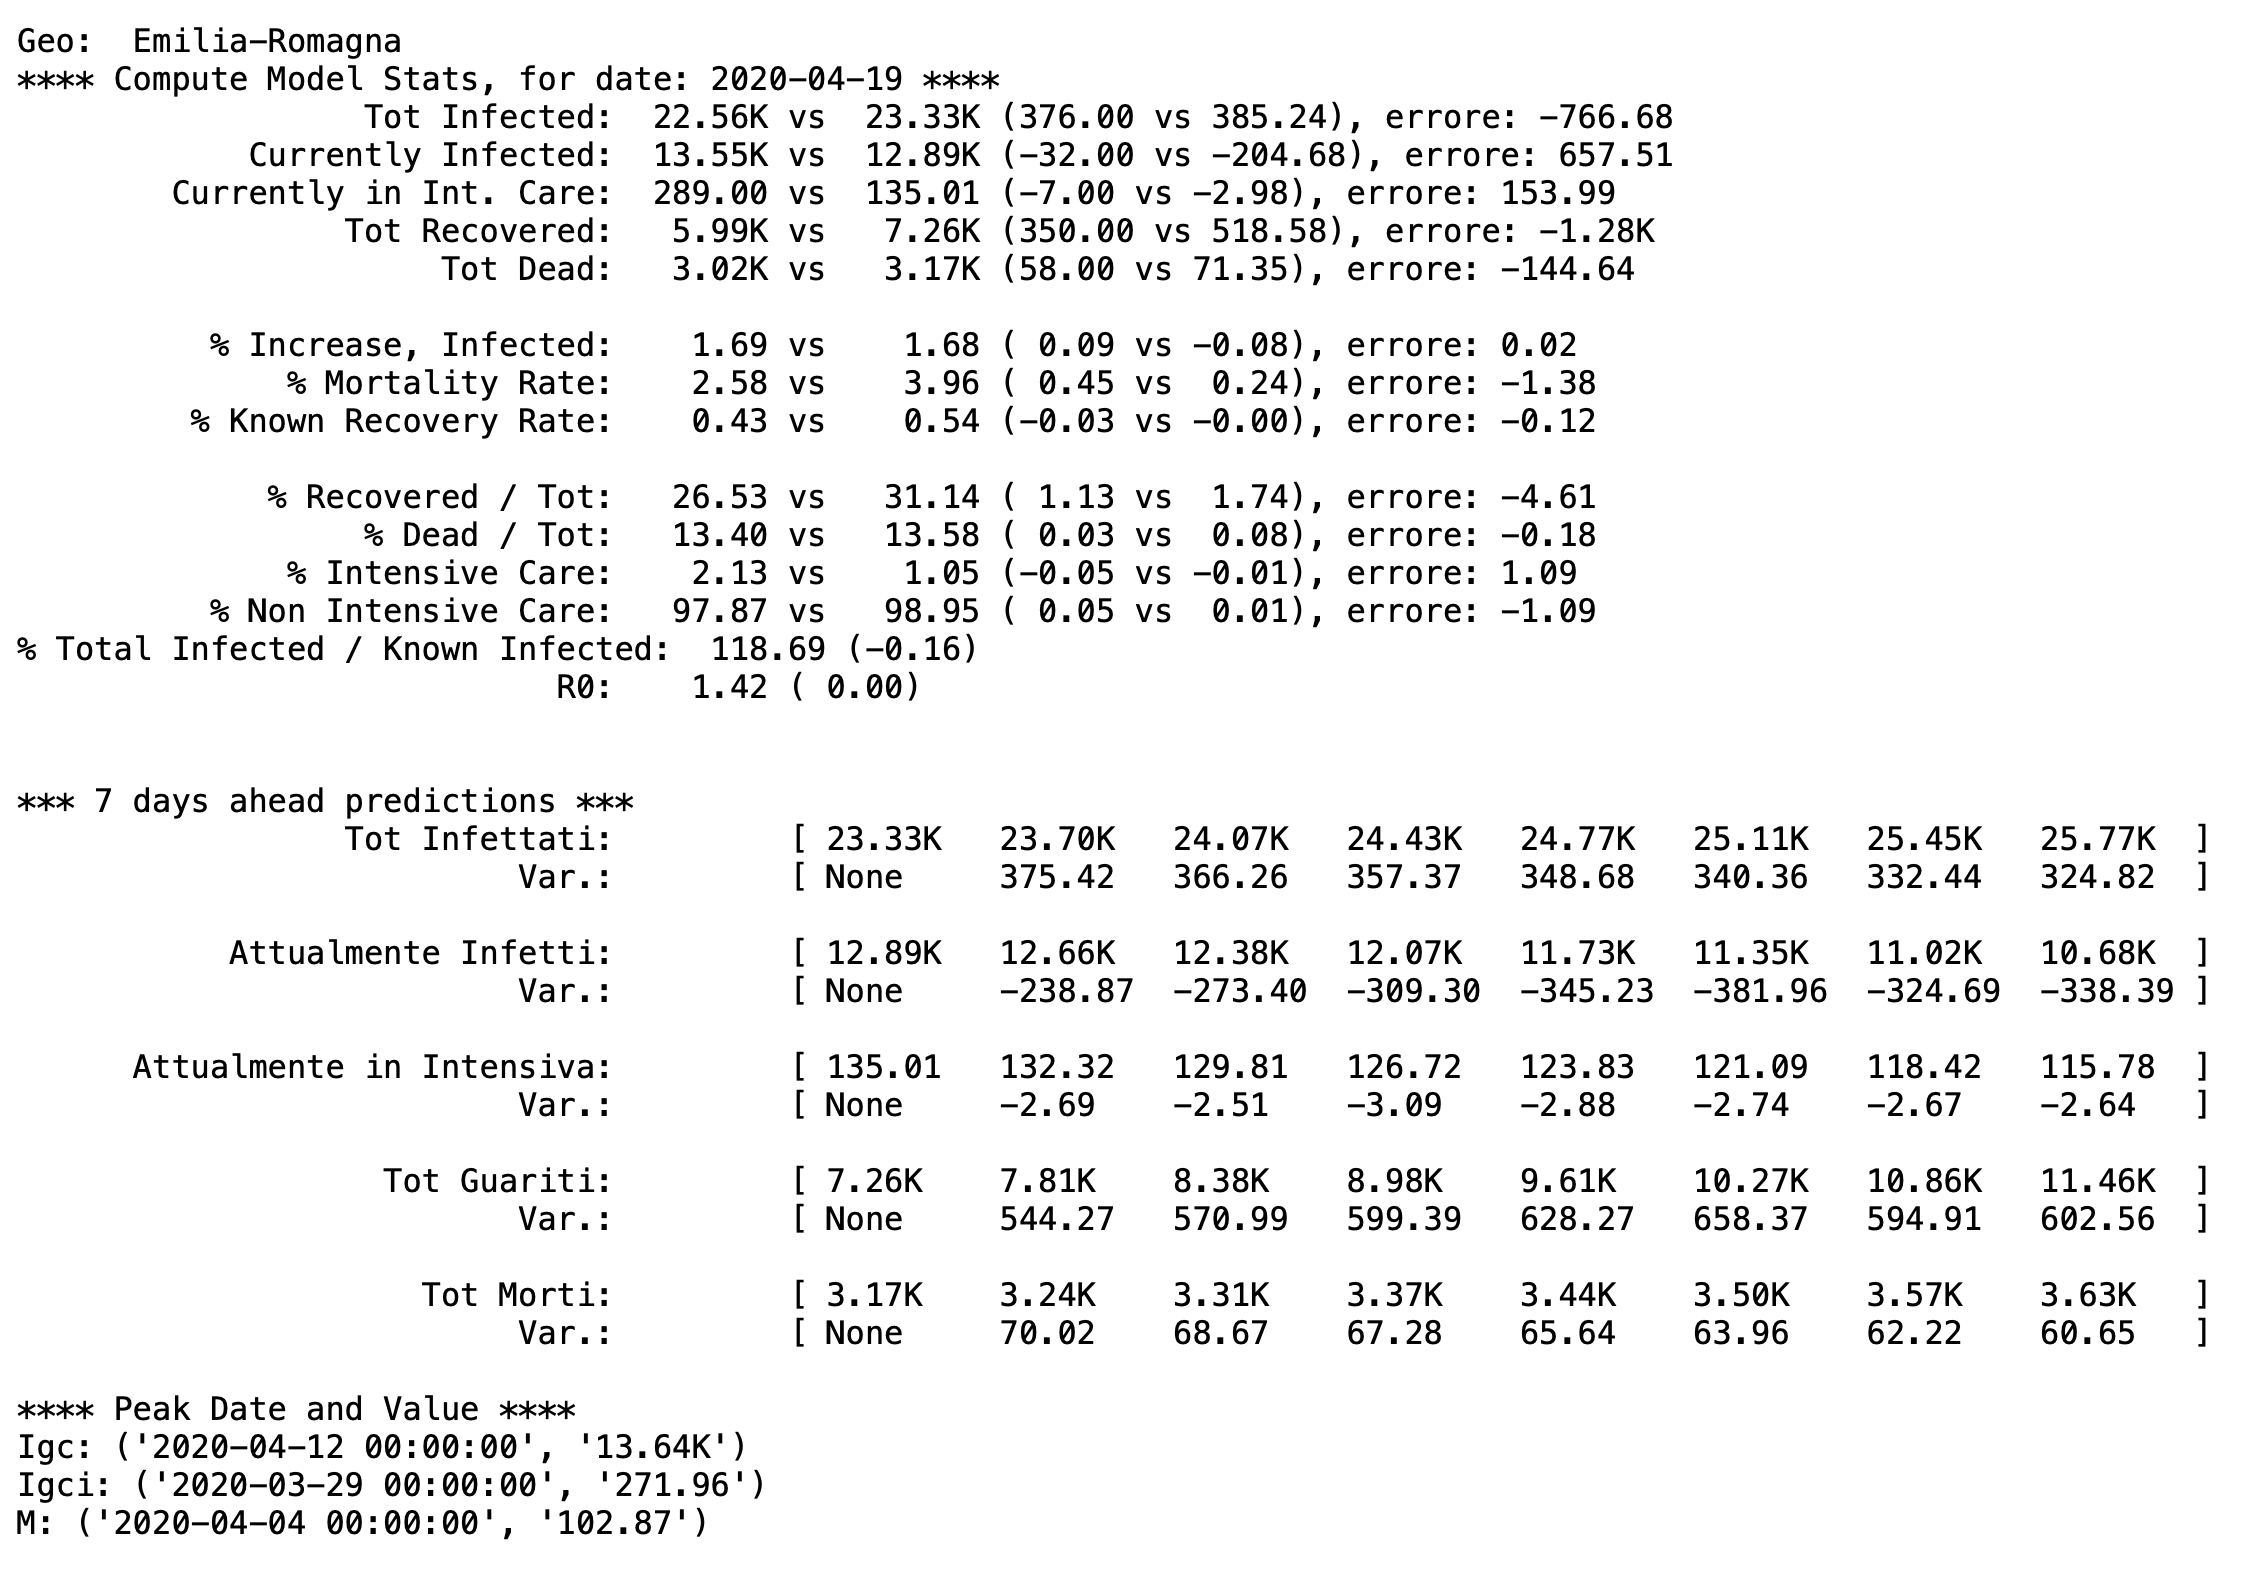 Geo:  Emilia-Romagna
**** Compute Model Stats, for date: 2020-04-19 ****
                  Tot Infected:  22.56K vs  23.33K (376.00 vs 385.24), errore: -766.68
            Currently Infected:  13.55K vs  12.89K (-32.00 vs -204.68), errore: 657.51
        Currently in Int. Care:  289.00 vs  135.01 (-7.00 vs -2.98), errore: 153.99
                 Tot Recovered:   5.99K vs   7.26K (350.00 vs 518.58), errore: -1.28K
                      Tot Dead:   3.02K vs   3.17K (58.00 vs 71.35), errore: -144.64

          % Increase, Infected:    1.69 vs    1.68 ( 0.09 vs -0.08), errore: 0.02
              % Mortality Rate:    2.58 vs    3.96 ( 0.45 vs  0.24), errore: -1.38
         % Known Recovery Rate:    0.43 vs    0.54 (-0.03 vs -0.00), errore: -0.12

             % Recovered / Tot:   26.53 vs   31.14 ( 1.13 vs  1.74), errore: -4.61
                  % Dead / Tot:   13.40 vs   13.58 ( 0.03 vs  0.08), errore: -0.18
              % Intensive Care:    2.13 vs    1.05 (-0.05 vs -0.01), errore: 1.09
          % Non Intensive Care:   97.87 vs   98.95 ( 0.05 vs  0.01), errore: -1.09
% Total Infected / Known Infected:  118.69 (-0.16)
                            R0:    1.42 ( 0.00)

*** 7 days ahead predictions ***
                 Tot Infettati:         [ 23.33K   23.70K   24.07K   24.43K   24.77K   25.11K   25.45K   25.77K  ]
                          Var.:         [ None     375.42   366.26   357.37   348.68   340.36   332.44   324.82  ]

           Attualmente Infetti:         [ 12.89K   12.66K   12.38K   12.07K   11.73K   11.35K   11.02K   10.68K  ]
                          Var.:         [ None     -238.87  -273.40  -309.30  -345.23  -381.96  -324.69  -338.39 ]

      Attualmente in Intensiva:         [ 135.01   132.32   129.81   126.72   123.83   121.09   118.42   115.78  ]
                          Var.:         [ None     -2.69    -2.51    -3.09    -2.88    -2.74    -2.67    -2.64   ]

                   Tot Guariti:         [ 7.26K    7.81K    8.38K    8.98K    9.61K    10.27K   10.86K   11.46K  ]
                          Var.:         [ None     544.27   570.99   599.39   628.27   658.37   594.91   602.56  ]

                     Tot Morti:         [ 3.17K    3.24K    3.31K    3.37K    3.44K    3.50K    3.57K    3.63K   ]
                          Var.:         [ None     70.02    68.67    67.28    65.64    63.96    62.22    60.65   ]

**** Peak Date and Value ****
Igc: ('2020-04-12 00:00:00', '13.64K')
Igci: ('2020-03-29 00:00:00', '271.96')
M: ('2020-04-04 00:00:00', '102.87')